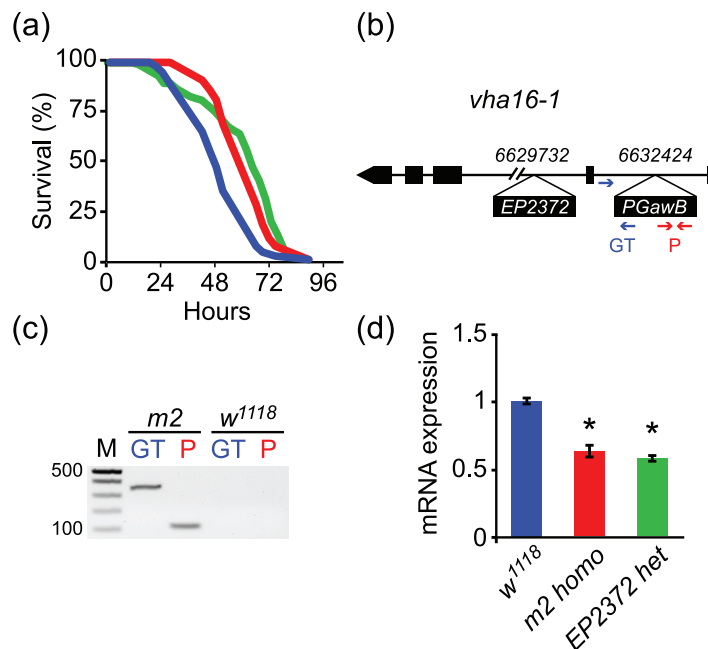 (a)
100
75
50
25
0
Survival (%)
0 24 48 72 96
Hours
(b)
vha16-1
6629732
6632424
EP2372
PGawB
GT
P
(c)
m2 w1118
M GT P GT P
500
100
(d)
1.5
1
0.5
0
mRNA expression
*
*
w1118
m2 homo
EP2372 het